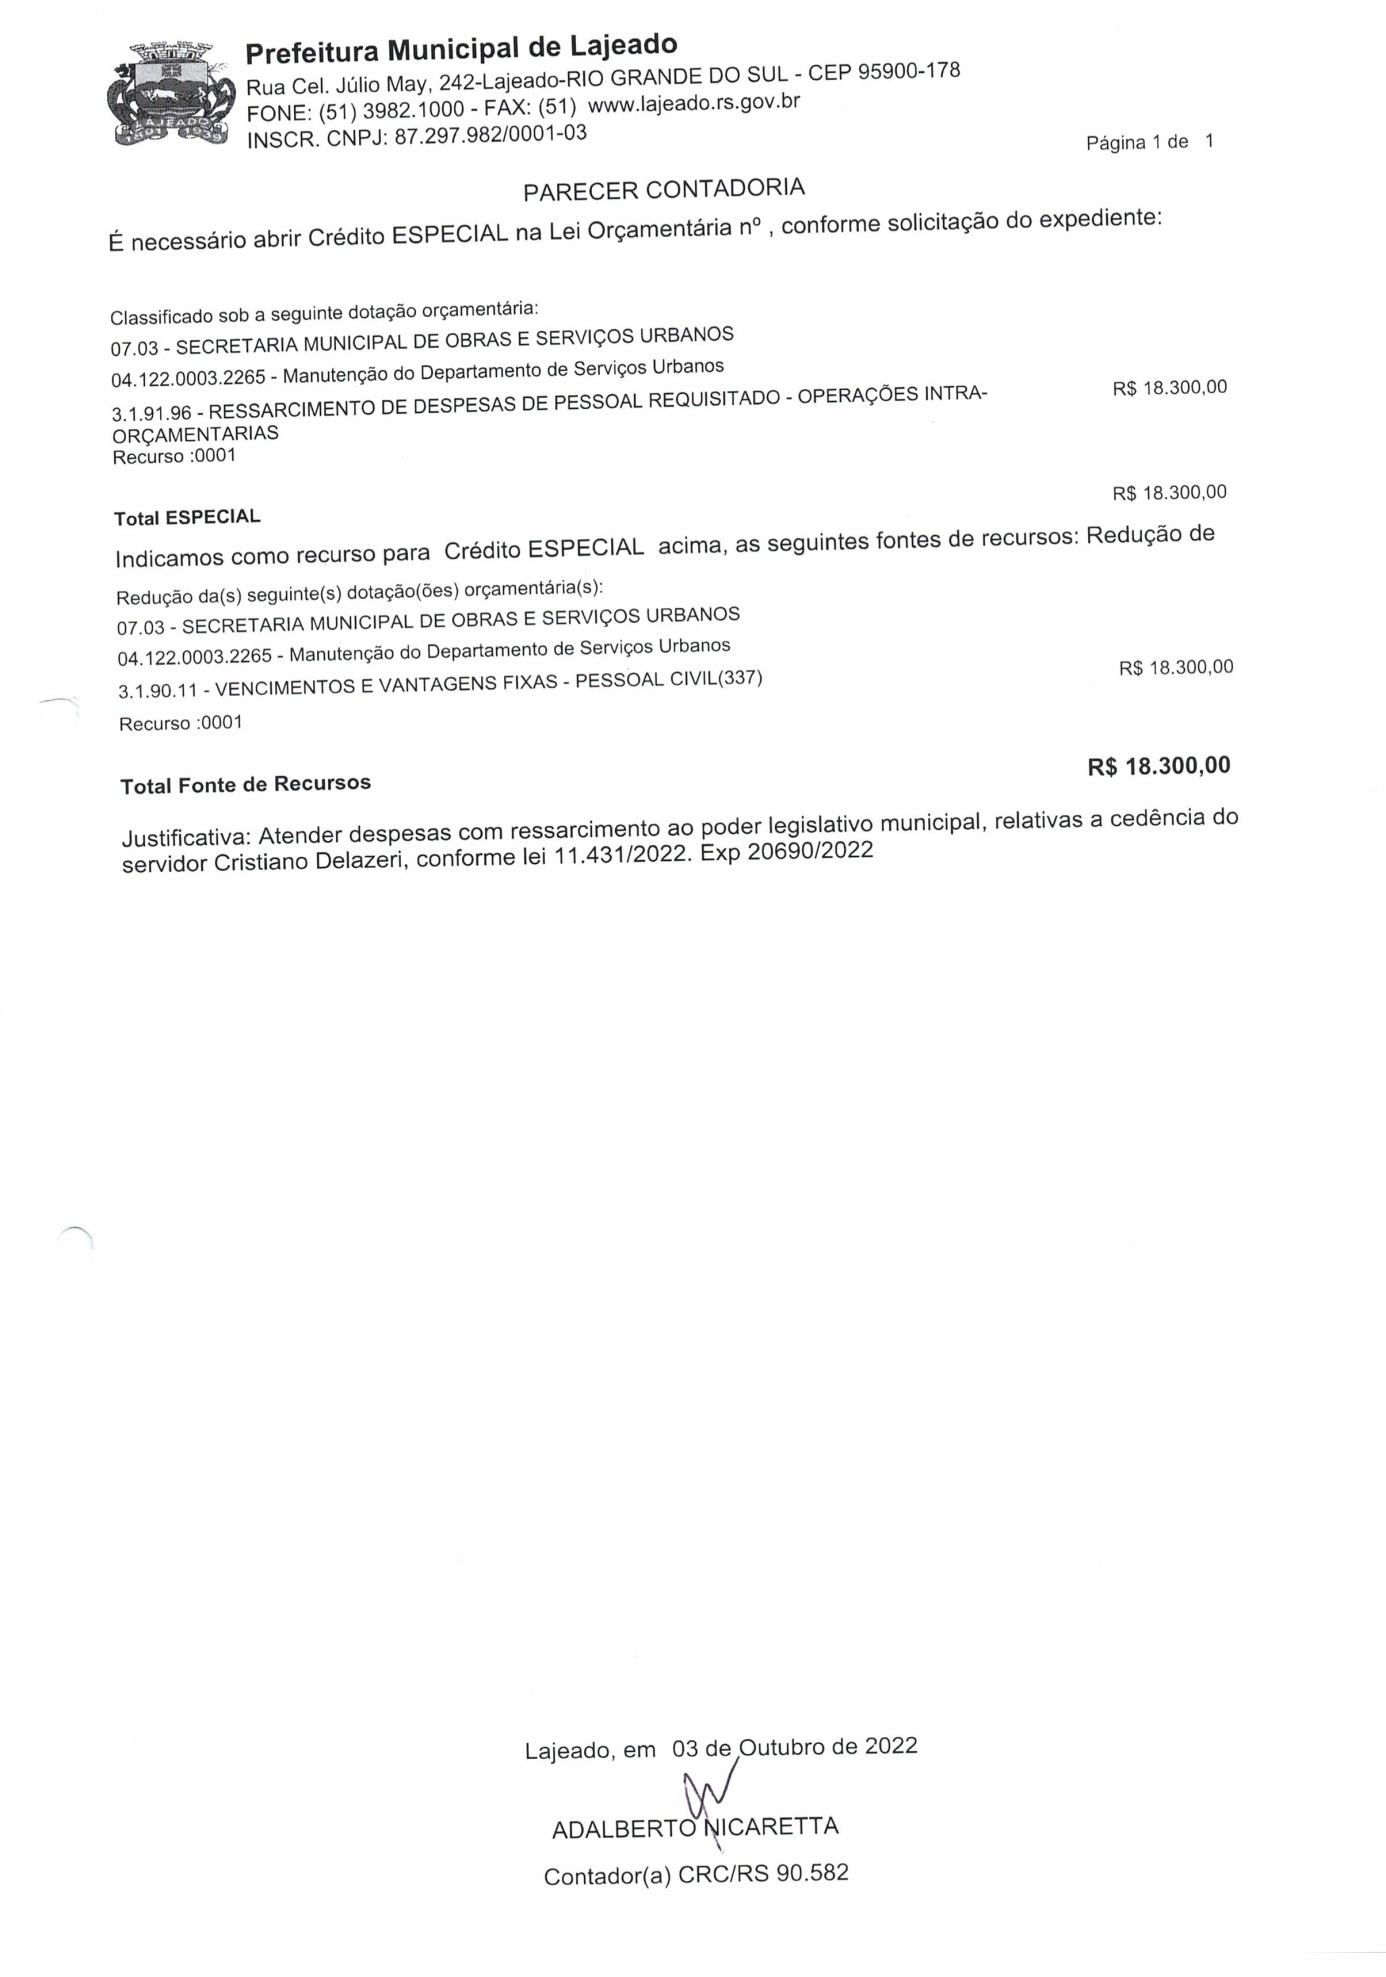 Prefeitura Municipal de Lajeado
Rua Cel. Júlio May, 242-Lajeado-RIO GRANDE DO SUL - CEP 95900-178
FONE: (51) 3982.1000 - FAX: (51) www.lajeado.rs.gov.br
INSCR. CNPJ: 87.297.982/0001-03
Página 1 de 1
PARECER CONTADORIA
É necessário abrir Crédito ESPECIAL na Lei Orçamentária nº , conforme solicitação do expediente:
Classificado sob a seguinte dotação orçamentária:
07.03 - SECRETARIA MUNICIPAL DE OBRAS E SERVIÇOS URBANOS
04.122.0003.2265 - Manutenção do Departamento de Serviços Urbanos
3.1.91.96 - RESSARCIMENTO DE DESPESAS DE PESSOAL REQUISITADO - OPERAÇÕES INTRA- R$ 18.300,00
ORÇAMENTARIAS
Recurso :0001
Total ESPECIAL R$ 18.300,00
Indicamos como recurso para Crédito ESPECIAL acima, as seguintes fontes de recursos: Redução de
Redução da(s) seguinte(s) dotação(ões) orçamentária(s):
07.03 - SECRETARIA MUNICIPAL DE OBRAS E SERVIÇOS URBANOS
04.122.0003.2265 - Manutenção do Departamento de Serviços Urbanos
3.1.90.11 - VENCIMENTOS E VANTAGENS FIXAS - PESSOAL CIVIL(337) R$ 18.300,00
Recurso :0001
Total Fonte de Recursos R$ 18.300,00
Justificativa: Atender despesas com ressarcimento ao poder legislativo municipal, relativas a cedência do
servidor Cristiano Delazeri, conforme lei 11.431/2022. Exp 20690/2022
Lajeado, em 03 de Outubro de 2022
ADALBERTO NICARETTA
Contador(a) CRC/RS 90.582